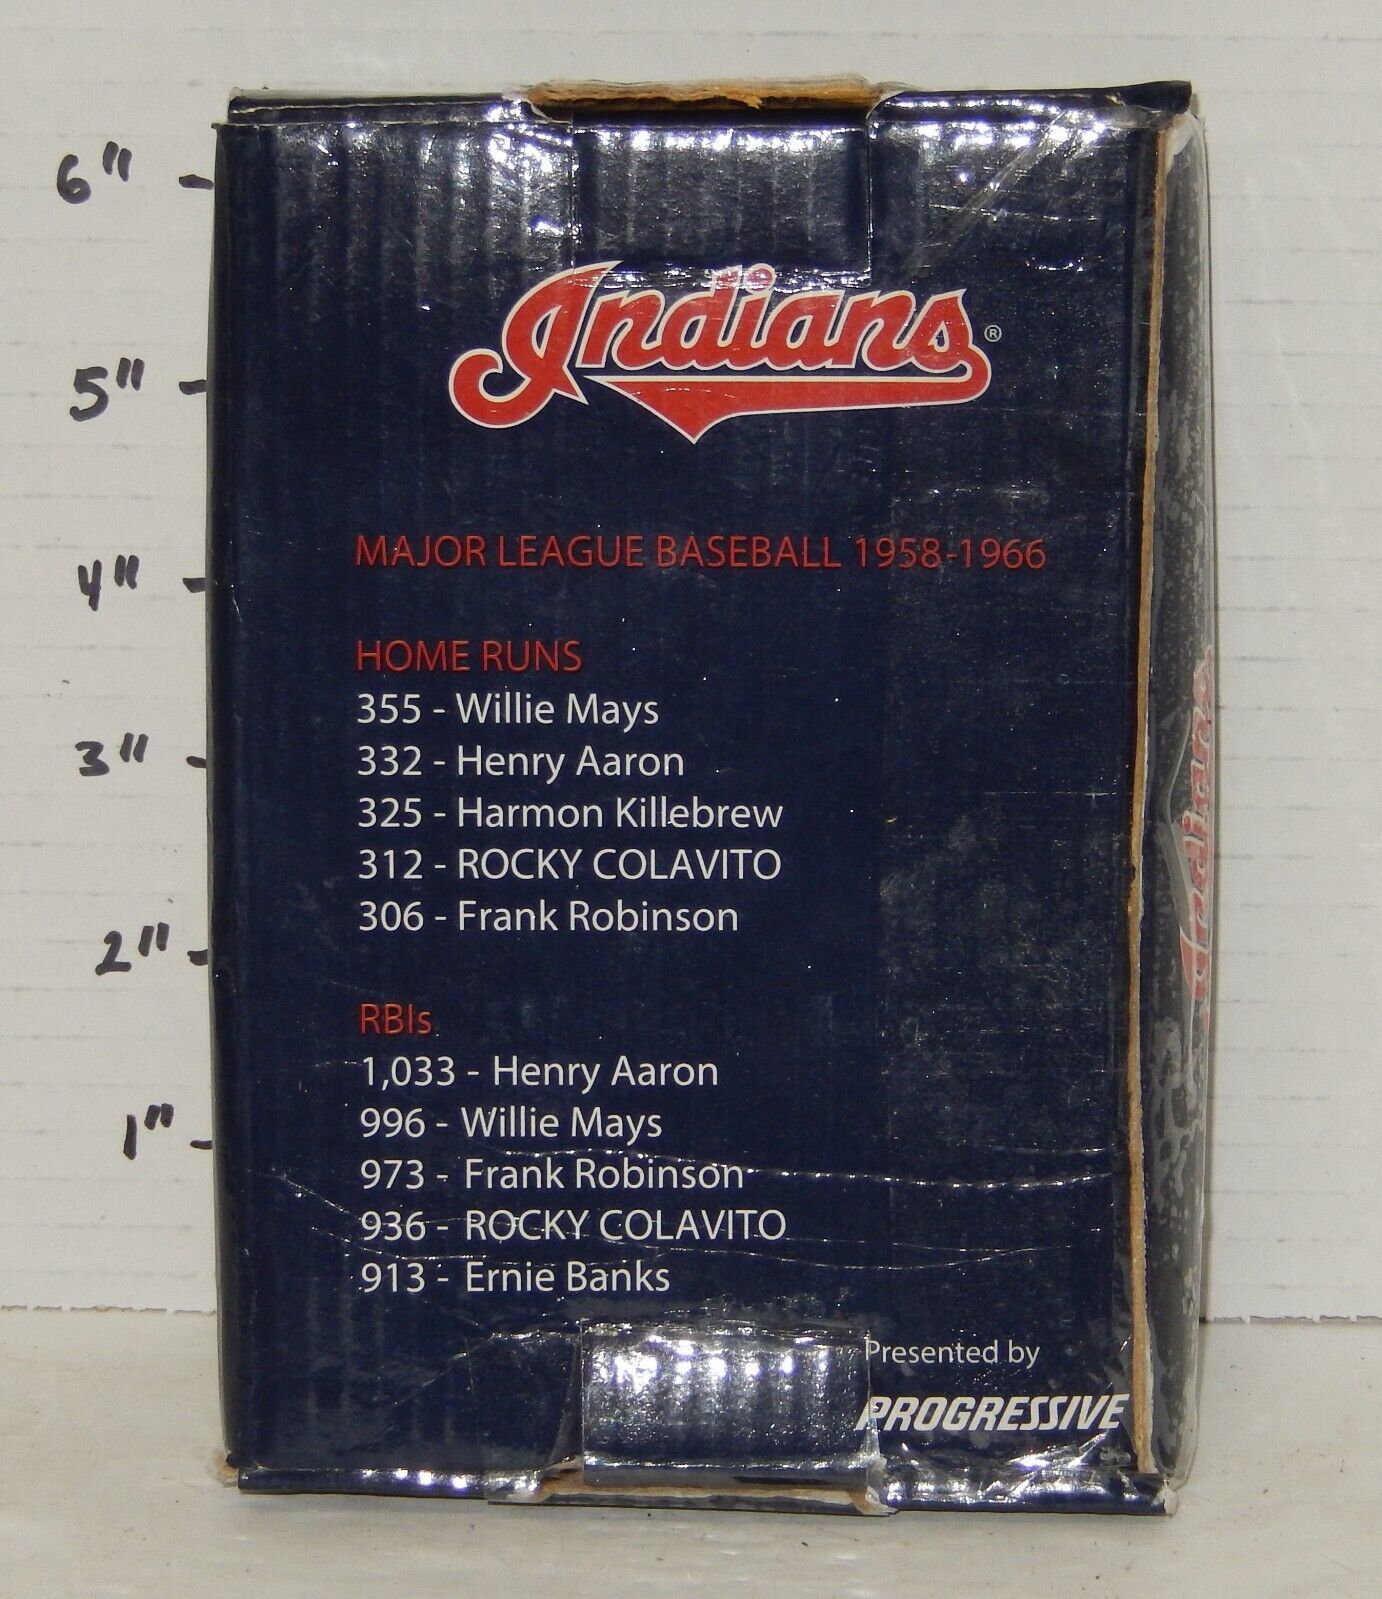 6"
5"
4"
3"
2"
1"
Indians®
MAJOR LEAGUE BASEBALL 1958-1966
HOME RUNS
355 - Willie Mays
332 - Henry Aaron
325 - Harmon Killebrew
312 - ROCKY COLAVITO
306 - Frank Robinson
RBIs
1,033 - Henry Aaron
996 - Willie Mays
973 - Frank Robinson
936 - ROCKY COLAVITO
913 - Ernie Banks
Presented by
PROGRESSIVE
Indians